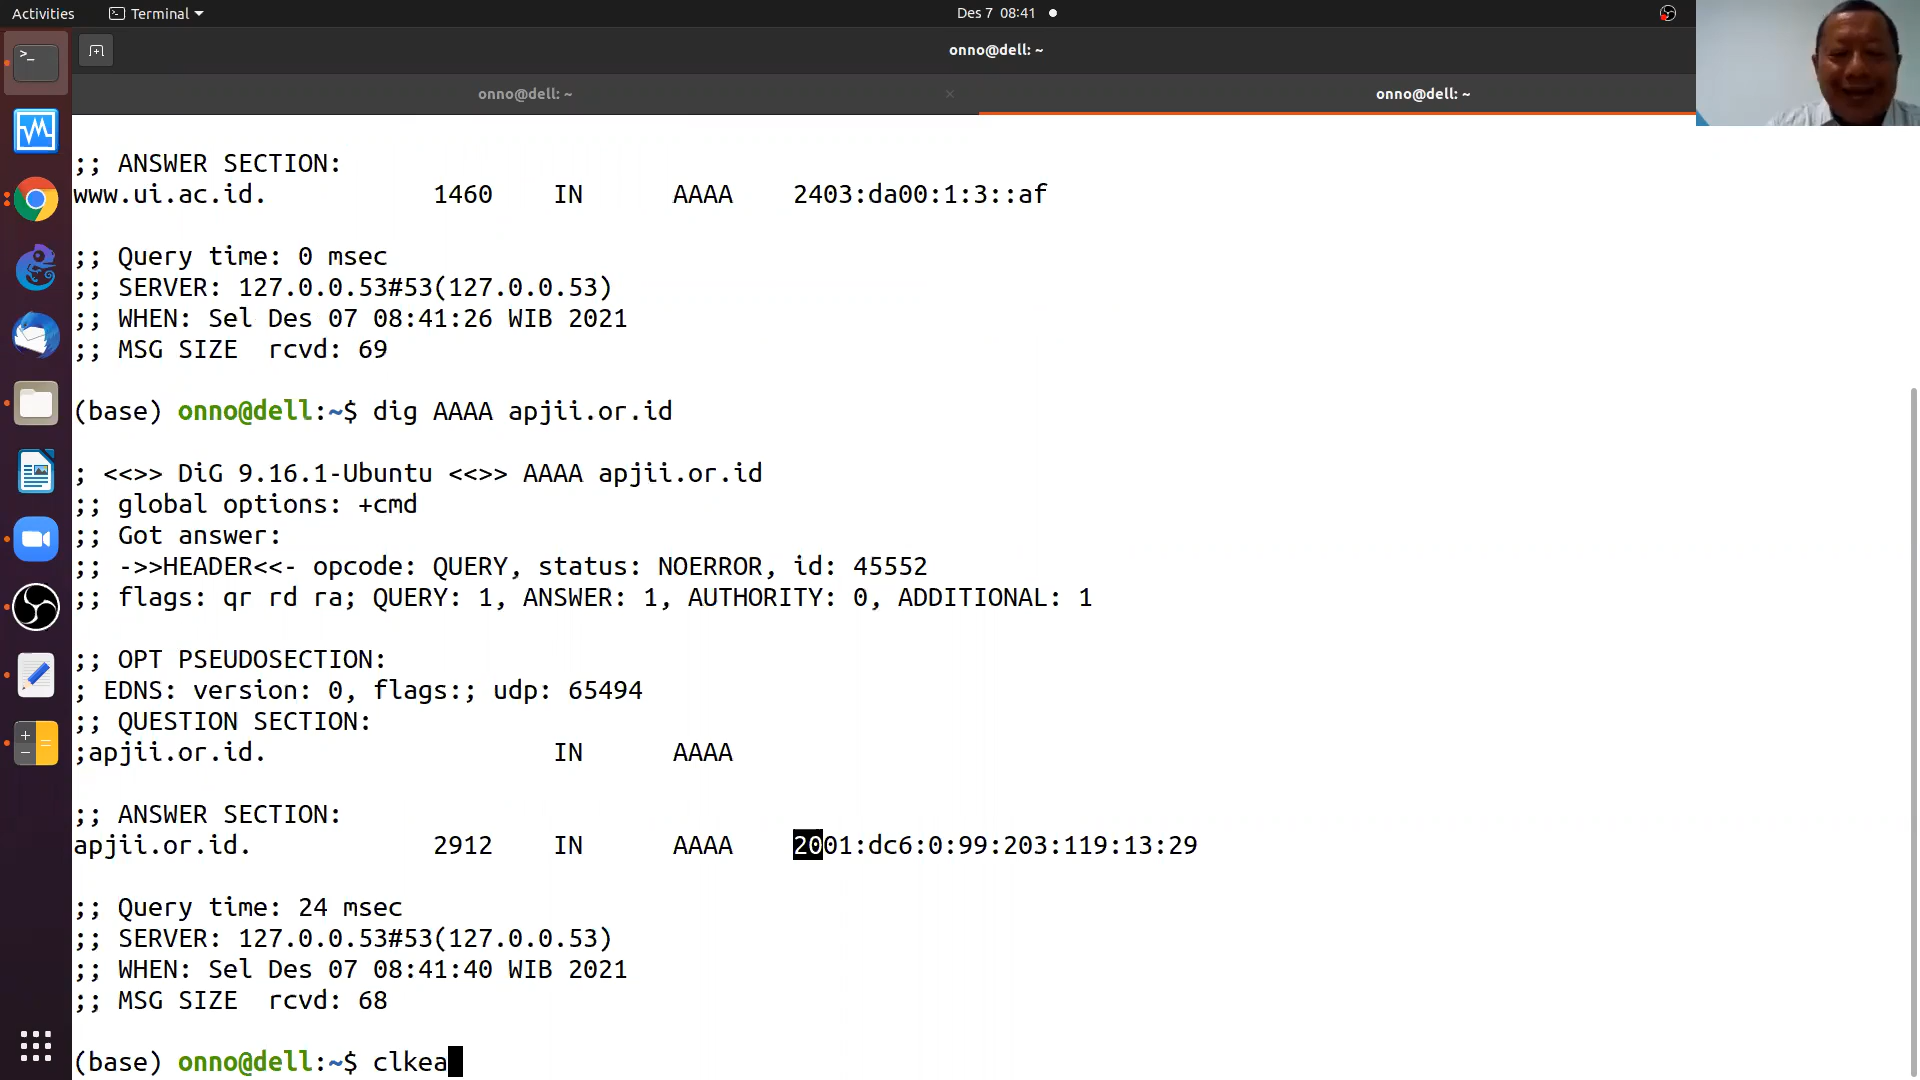 Activities
Terminal
Des 7 08:41
onno@dell: ~
onno@dell: ~
onno@dell: ~
;; ANSWER SECTION:
www.ui.ac.id. 1460 IN AAAA 2403:da00:1:3::af
;; Query time: 0 msec
;; SERVER: 127.0.0.53#53(127.0.0.53)
;; WHEN: Sel Des 07 08:41:26 WIB 2021
;; MSG SIZE rcvd: 69
(base) onno@dell:~$ dig AAAA apjii.or.id
; <<>> DiG 9.16.1-Ubuntu <<>> AAAA apjii.or.id
;; global options: +cmd
;; Got answer:
;; ->>HEADER<<- opcode: QUERY, status: NOERROR, id: 45552
;; flags: qr rd ra; QUERY: 1, ANSWER: 1, AUTHORITY: 0, ADDITIONAL: 1
;; OPT PSEUDOSECTION:
; EDNS: version: 0, flags:; udp: 65494
;; QUESTION SECTION:
;apjii.or.id. IN AAAA
;; ANSWER SECTION:
apjii.or.id. 2912 IN AAAA 2001:dc6:0:99:203:119:13:29
;; Query time: 24 msec
;; SERVER: 127.0.0.53#53(127.0.0.53)
;; WHEN: Sel Des 07 08:41:40 WIB 2021
;; MSG SIZE rcvd: 68
(base) onno@dell:~$ clkea